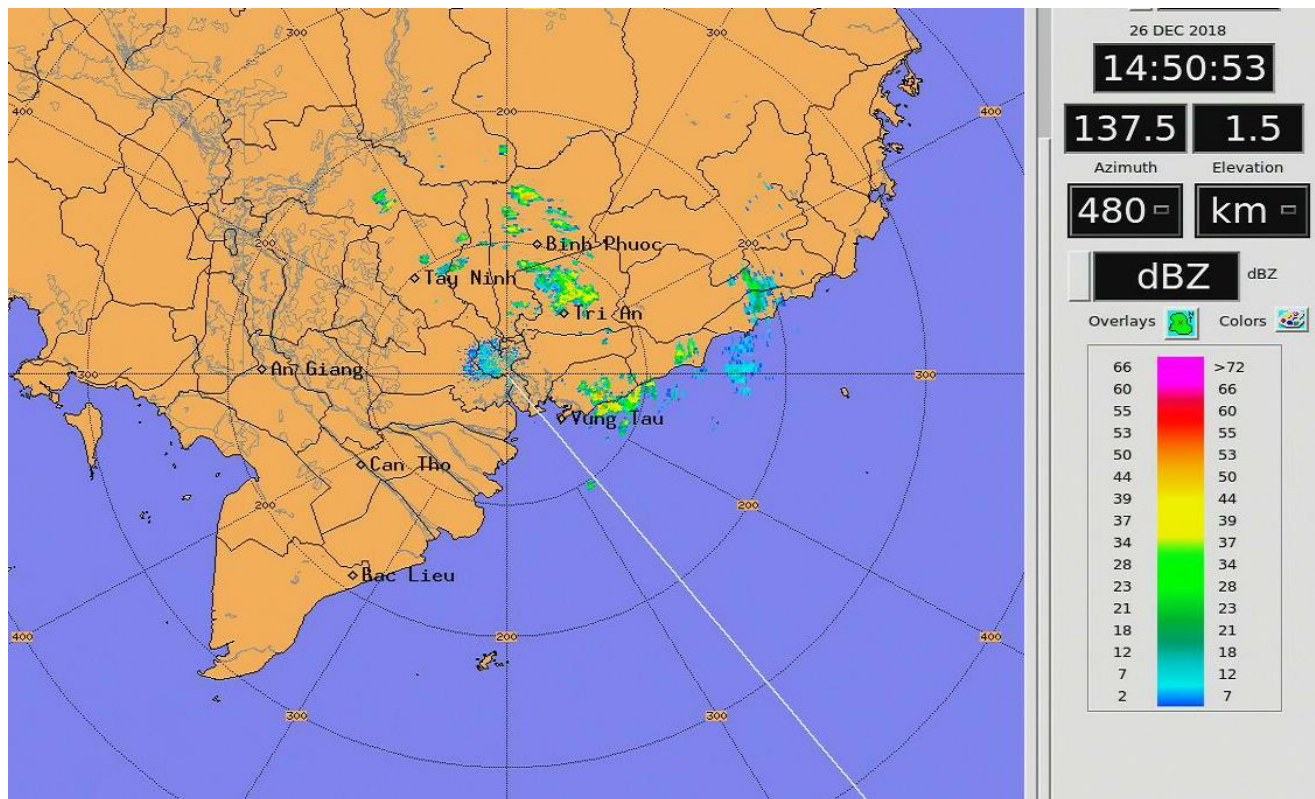 300
300
400
200
400
200
200
Binh Phuoc
Tay Ninh
Tri An
300
An Giang
300
Vung Tau
Can Tho
200
200
Bac Lieu
400
200
400
300
300
26 DEC 2018
14:50:53
137.5 1.5
Azimuth Elevation
480 km
dBZ dBZ
Overlays Colors
66 >72
60 66
55 60
53 55
50 53
44 50
39 44
37 39
34 37
28 34
23 28
21 23
18 21
12 18
7 12
2 7